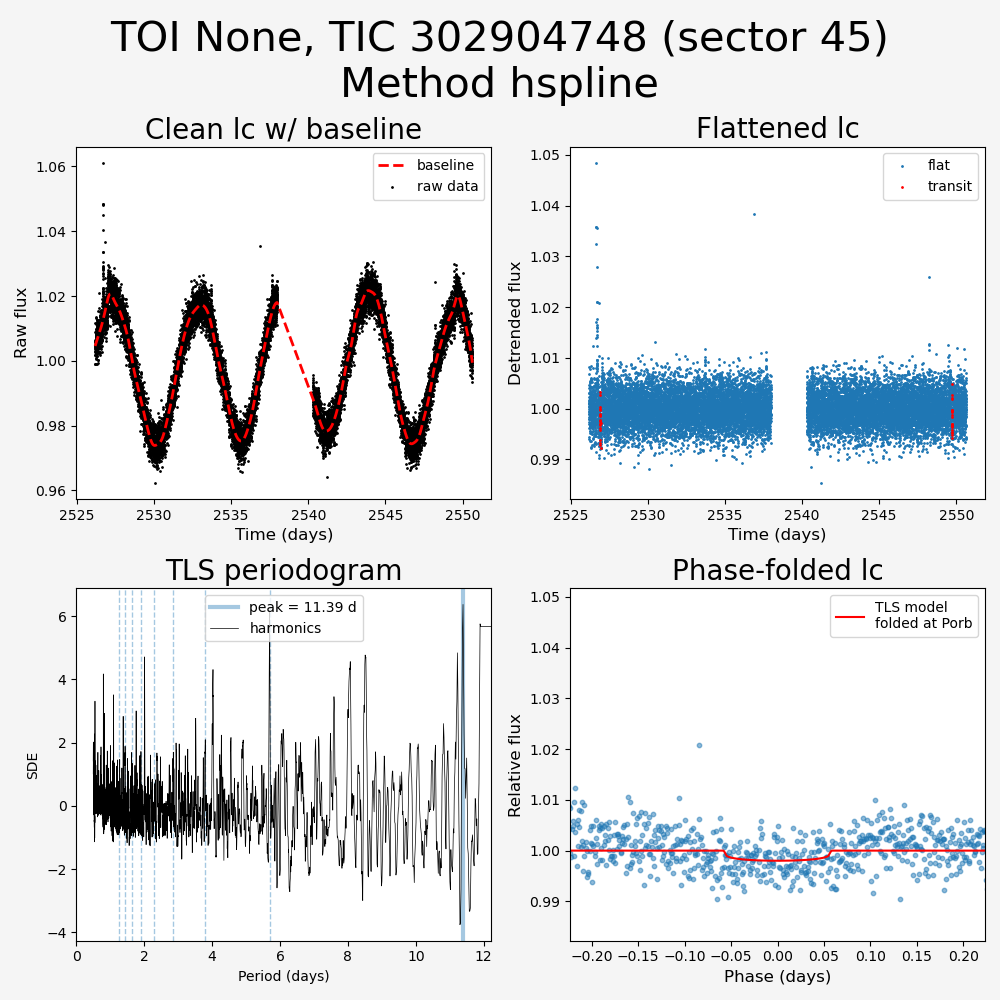 TOI None, TIC 302904748 (sector 45)
Method hspline
Clean lc w/ baseline
Flattened lc
1.06
1.04
1.02
1.00
0.98
0.96
Raw flux
baseline
raw data
2525
2530
2535
2540
2545
2550
Time (days)
1.05
1.04
1.03
1.02
1.01
1.00
0.99
Detrended flux
flat
transit
2525
2530
2535
2540
2545
2550
Time (days)
TLS periodogram
Phase-folded lc
6
4
2
0
−2
−4
SDE
peak = 11.39 d
harmonics
0
2
4
6
8
10
12
Period (days)
1.05
1.04
1.03
1.02
1.01
1.00
0.99
Relative flux
TLS model
folded at Porb
−0.20
−0.15
−0.10
−0.05
0.00
0.05
0.10
0.15
0.20
Phase (days)